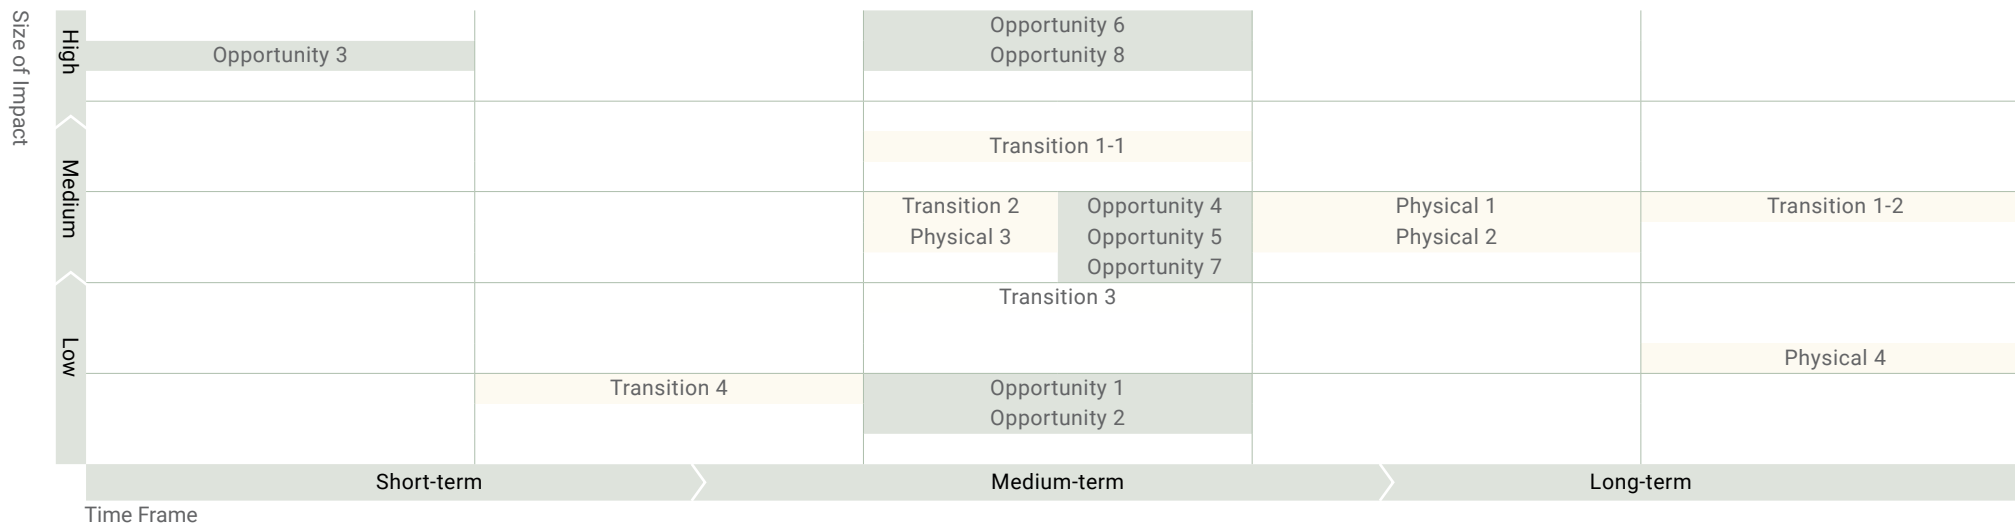 Size of Impact
High
Opportunity 6
Opportunity 3
Opportunity 8
Medium
Transition 1-1
Transition 2
Opportunity 4
Physical 1
Transition 1-2
Physical 3
Opportunity 5
Physical 2
Opportunity 7
Low
Transition 3
Physical 4
Transition 4
Opportunity 1
Opportunity 2
Short-term
Medium-term
Long-term
Time Frame